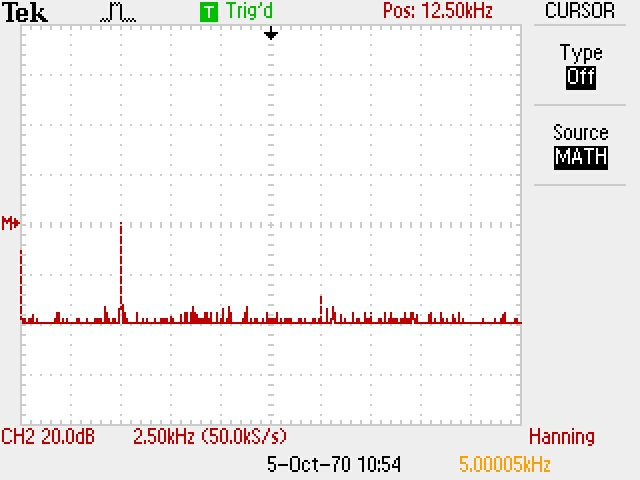 Tek T Trig'd Pos: 12.50kHz CURSOR
Type
Off
Source
MATH
M
CH2 20.0dB 2.50kHz (50.0kS/s) Hanning
5-Oct-70 10:54 5.00005kHz